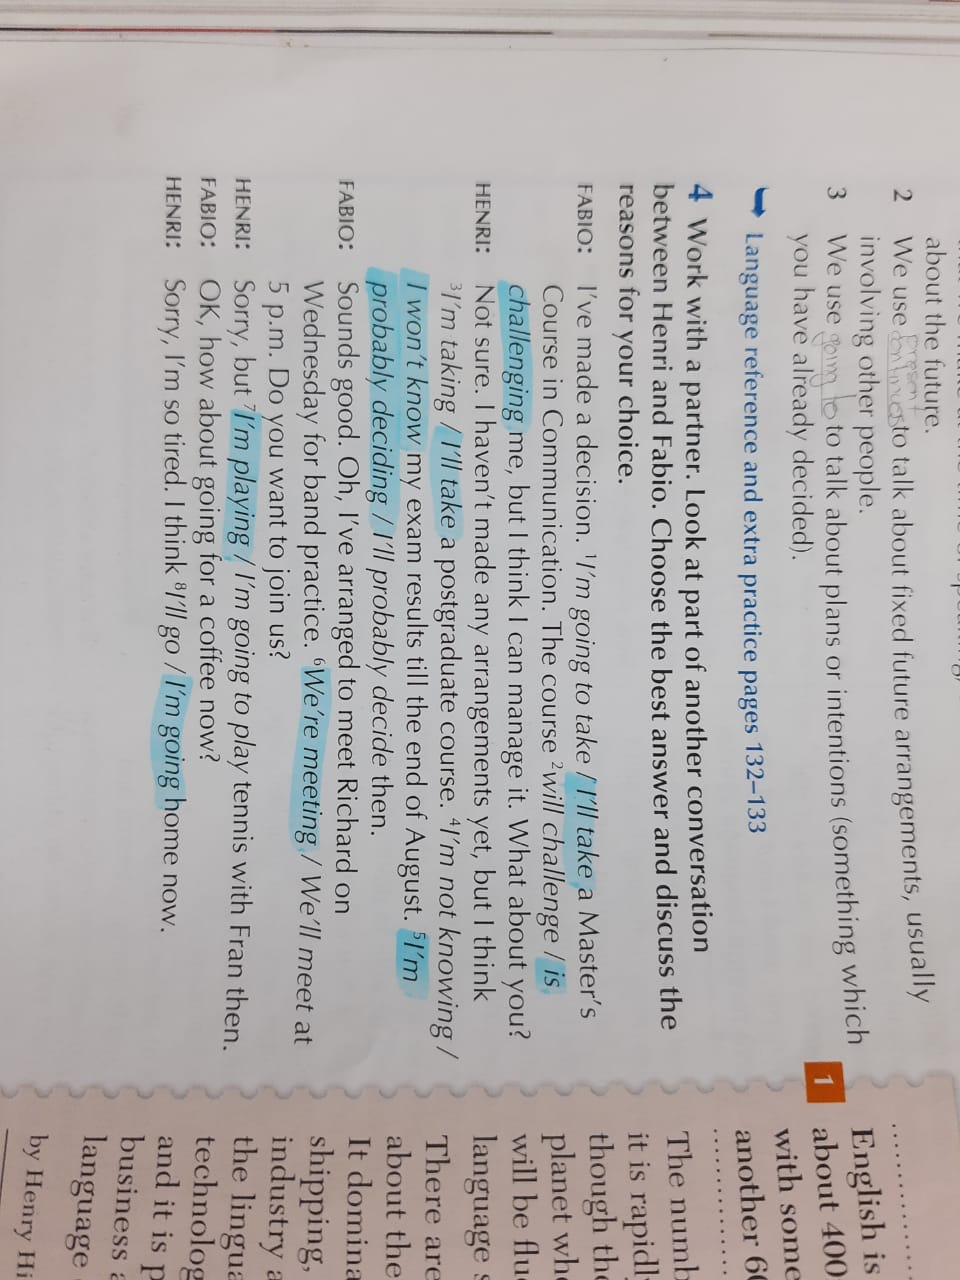 about the future.
2 We use present continuous to talk about fixed future arrangements, usually
involving other people.
3 We use going to to talk about plans or intentions (something which
you have already decided).
➥ Language reference and extra practice pages 132–133
4 Work with a partner. Look at part of another conversation
between Henri and Fabio. Choose the best answer and discuss the
reasons for your choice.
FABIO: I've made a decision. ¹I'm going to take / I'll take a Master's
Course in Communication. The course ²will challenge / is
challenging me, but I think I can manage it. What about you?
HENRI: Not sure. I haven't made any arrangements yet, but I think
³I'm taking / I'll take a postgraduate course. ⁴I'm not knowing /
I won't know my exam results till the end of August. ⁵I'm
probably deciding / I'll probably decide then.
FABIO: Sounds good. Oh, I've arranged to meet Richard on
Wednesday for band practice. ⁶We're meeting / We'll meet at
5 p.m. Do you want to join us?
HENRI: Sorry, but ⁷I'm playing / I'm going to play tennis with Fran then.
FABIO: OK, how about going for a coffee now?
HENRI: Sorry, I'm so tired. I think ⁸I'll go / I'm going home now.
1
English is
about 400
with some
another 6
The numb
it is rapidl
though th
planet wh
will be flu
language s
There are
about the
It domina
shipping,
industry a
the lingua
technolog
and it is p
business a
language
by Henry Hi